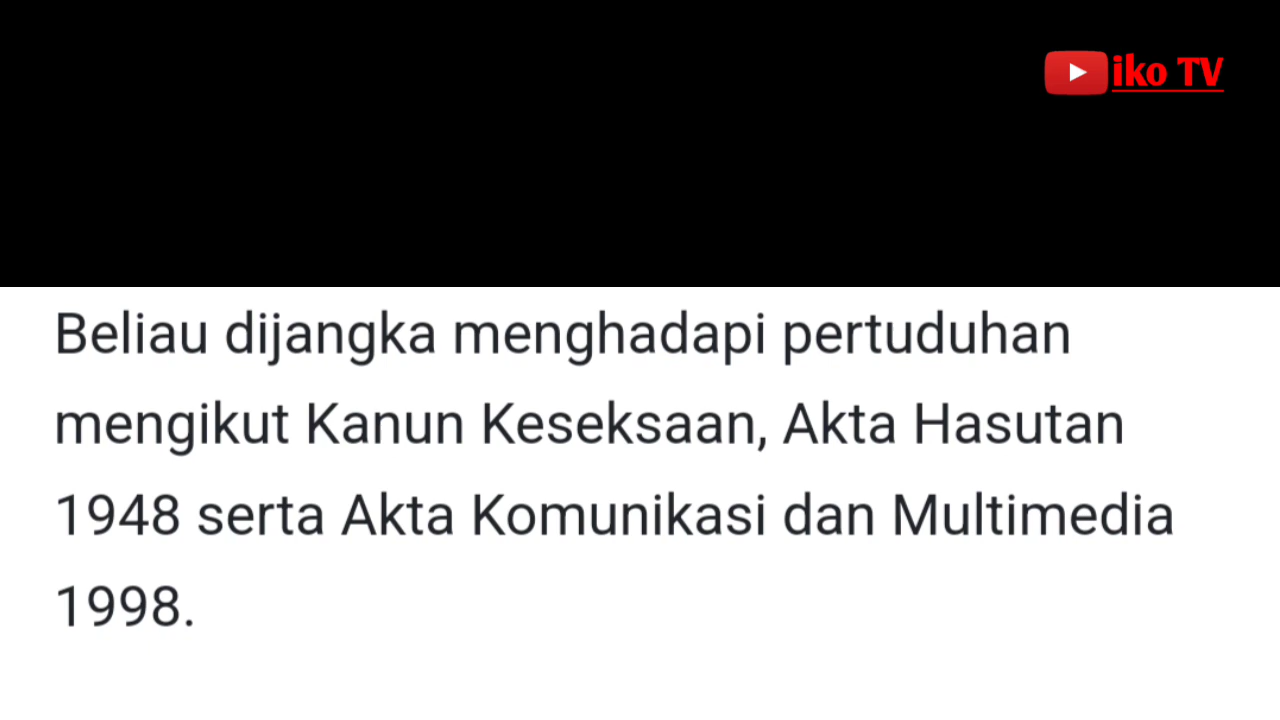 iko TV
Beliau dijangka menghadapi pertuduhan
mengikut Kanun Keseksaan, Akta Hasutan
1948 serta Akta Komunikasi dan Multimedia
1998.